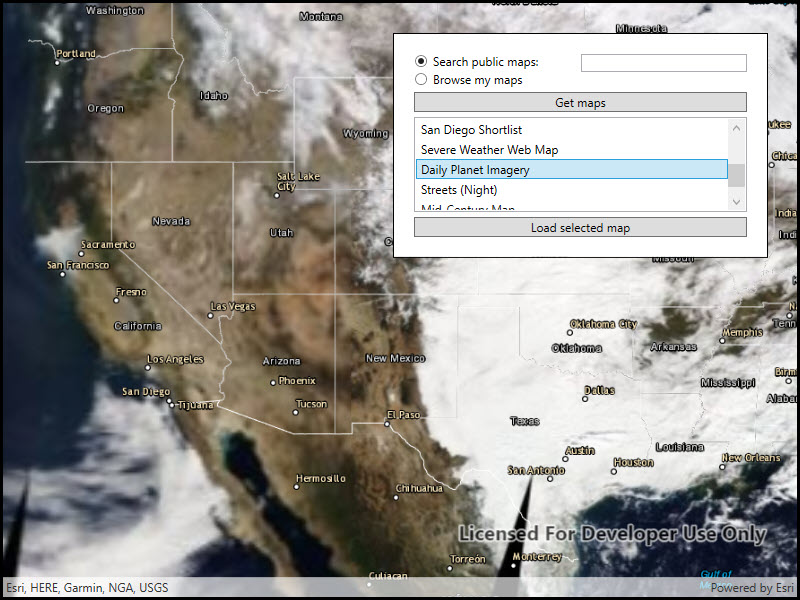 Washington
Montana
Minnesota
Portland
Search public maps:
Browse my maps
Idaho
Oregon
Get maps
Wyoming
San Diego Shortlist
Severe Weather Web Map
Daily Planet Imagery
Streets (Night)
Mid-Century Map
Load selected map
Salt Lake
City
Nevada
Utah
Sacramento
San Francisco
Missouri
Fresno
Las Vegas
California
Oklahoma City
Memphis
Oklahoma
Arkansas
Los Angeles
Arizona
New Mexico
Phoenix
Mississippi
San Diego
Dallas
Tijuana
Tucson
El Paso
Texas
Louisiana
Austin
New Orleans
San Antonio
Houston
Hermosillo
Chihuahua
Licensed For Developer Use Only
Torreón
Monterrey
Culiacan
Gulf of
Esri, HERE, Garmin, NGA, USGS
Powered by Esri